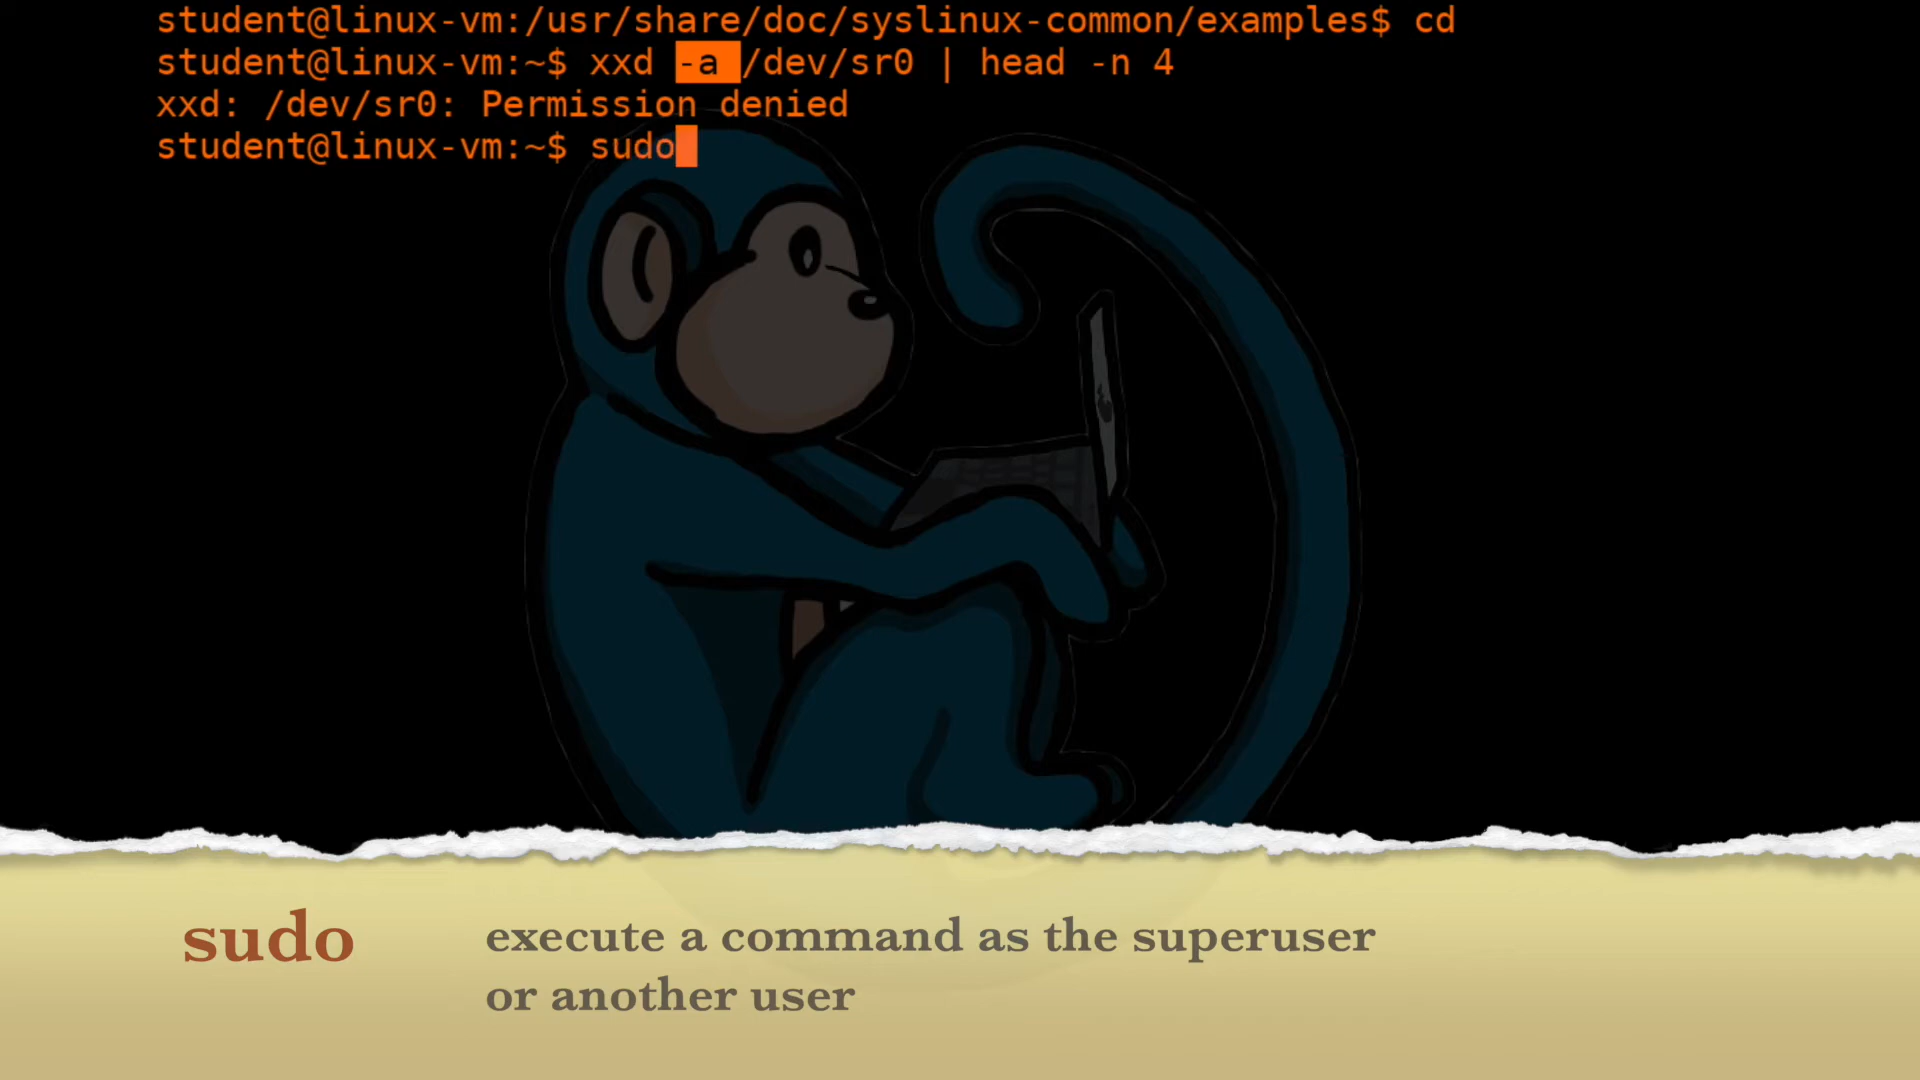 student@linux-vm:/usr/share/doc/syslinux-common/examples$ cd
student@linux-vm:~$ xxd -a /dev/sr0 | head -n 4
xxd: /dev/sr0: Permission denied
student@linux-vm:~$ sudo
sudo
execute a command as the superuser
or another user